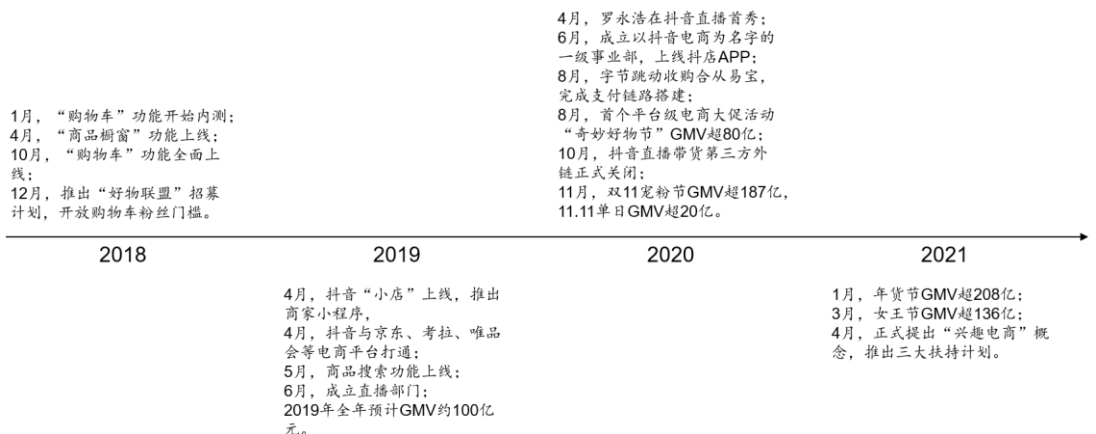 1月，“购物车”功能开始内测；
4月，“商品橱窗”功能上线；
10月，“购物车”功能全面上
线；
12月，推出“好物联盟”招募
计划，开放购物车粉丝门槛。
4月，罗永浩在抖音直播首秀；
6月，成立以抖音电商为名字的
一级事业部，上线抖店APP；
8月，字节跳动收购合众易宝，
完成支付链路搭建；
8月，首个平台级电商大促活动
“奇妙好物节”GMV超80亿；
10月，抖音直播带货第三方外
链正式关闭；
11月，双11宠粉节GMV超187亿，
11.11单日GMV超20亿。
2018
2019
2020
2021
4月，抖音“小店”上线，推出
商家小程序，
4月，抖音与京东、考拉、唯品
会等电商平台打通；
5月，商品搜索功能上线；
6月，成立直播部门；
2019年全年预计GMV约100亿
元。
1月，年货节GMV超208亿；
3月，女王节GMV超136亿；
4月，正式提出“兴趣电商”概
念，推出三大扶持计划。